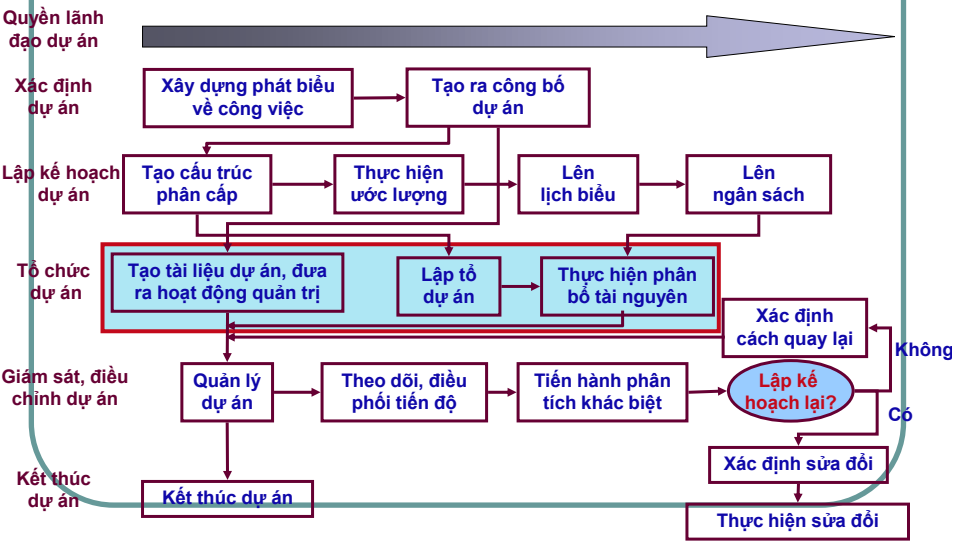 Quyền lãnh
đạo dự án
Xác định
dự án
Xây dựng phát biểu
về công việc
Tạo ra công bố
dự án
Lập kế hoạch
dự án
Tạo cấu trúc
phân cấp
Thực hiện
ước lượng
Lên
lịch biểu
Lên
ngân sách
Tổ chức
dự án
Tạo tài liệu dự án, đưa
ra hoạt động quản trị
Lập tổ
dự án
Thực hiện phân
bổ tài nguyên
Xác định
cách quay lại
Không
Giám sát, điều
chỉnh dự án
Quản lý
dự án
Theo dõi, điều
phối tiến độ
Tiến hành phân
tích khác biệt
Lập kế
hoạch lại?
Có
Xác định sửa đổi
Kết thúc
dự án
Kết thúc dự án
Thực hiện sửa đổi